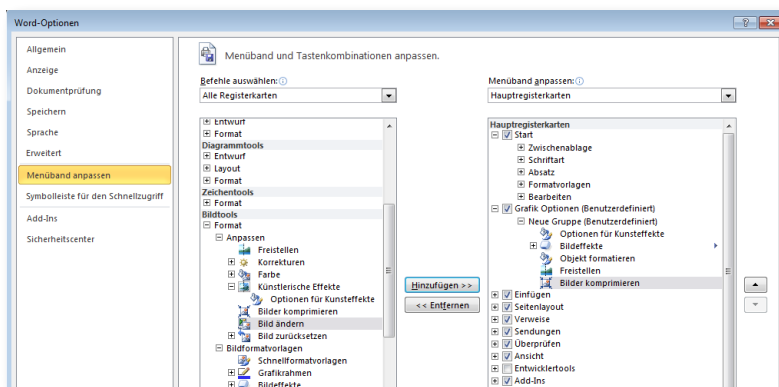 Word-Optionen
Allgemein
Anzeige
Dokumentprüfung
Speichern
Sprache
Erweitert
Menüband anpassen
Symbolleiste für den Schnellzugriff
Add-Ins
Sicherheitscenter
Menüband und Tastenkombinationen anpassen.
Befehle auswählen:
Alle Registerkarten
Entwurf
Format
Diagrammtools
Entwurf
Layout
Format
Zeichentools
Format
Bildtools
Format
Anpassen
Freistellen
Korrekturen
Farbe
Künstlerische Effekte
Optionen für Kunsteffekte
Bilder komprimieren
Bild ändern
Bild zurücksetzen
Bildformatvorlagen
Schnellformatvorlagen
Grafikrahmen
Bildeffekte
Hinzufügen >>
<< Entfernen
Menüband anpassen:
Hauptregisterkarten
Hauptregisterkarten
Start
Zwischenablage
Schriftart
Absatz
Formatvorlagen
Bearbeiten
Grafik Optionen (Benutzerdefiniert)
Neue Gruppe (Benutzerdefiniert)
Optionen für Kunsteffekte
Bildeffekte
Objekt formatieren
Freistellen
Bilder komprimieren
Einfügen
Seitenlayout
Verweise
Sendungen
Überprüfen
Ansicht
Entwicklertools
Add-Ins